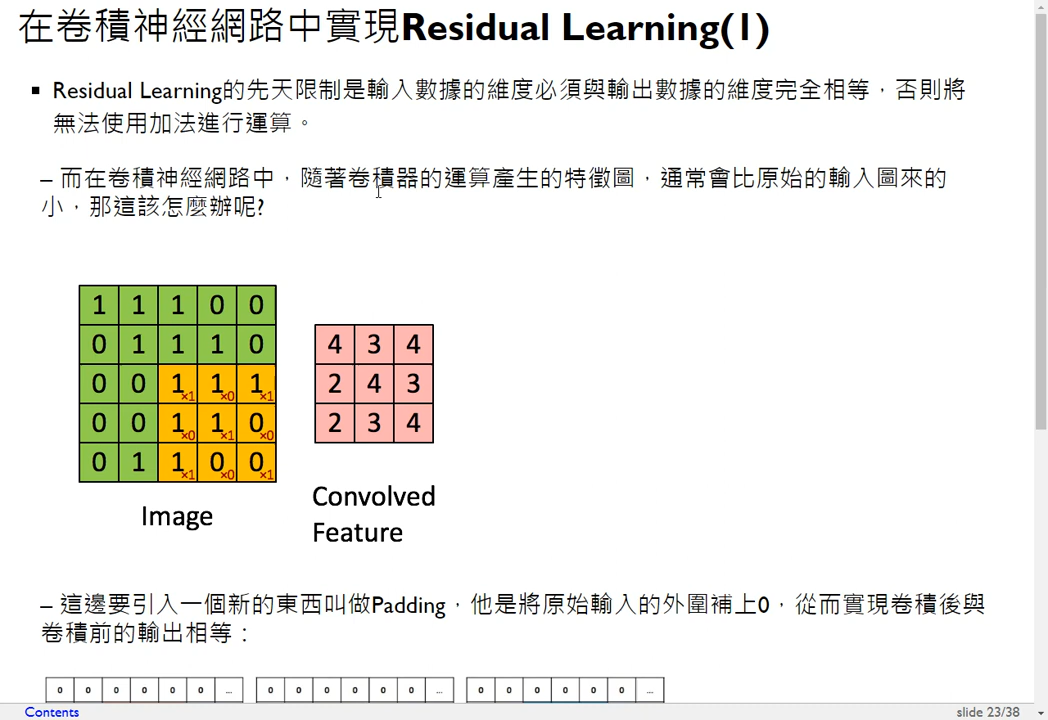 在卷積神經網路中實現Residual Learning(1)
▪ Residual Learning的先天限制是輸入數據的維度必須與輸出數據的維度完全相等，否則將
無法使用加法進行運算。
– 而在卷積神經網路中，隨著卷積器的運算產生的特徵圖，通常會比原始的輸入圖來的
小，那這該怎麼辦呢?
1 1 1 0 0
0 1 1 1 0
0 0 1×1 1×0 1×1
0 0 1×0 1×1 0×0
0 1 1×1 0×0 0×1
Image
4 3 4
2 4 3
2 3 4
Convolved
Feature
– 這邊要引入一個新的東西叫做Padding，他是將原始輸入的外圍補上0，從而實現卷積後與
卷積前的輸出相等：
0 0 0 0 0 0 ... 0 0 0 0 0 0 ... 0 0 0 0 0 0 ...
Contents slide 23/38